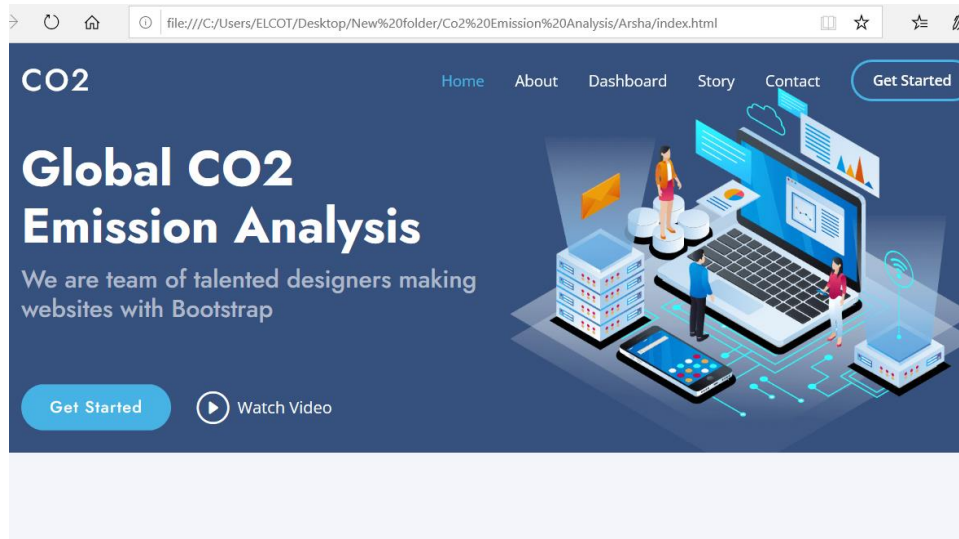 file:///C:/Users/ELCOT/Desktop/New%20folder/Co2%20Emission%20Analysis/Arsha/index.html
CO2
Home About Dashboard Story Contact Get Started
Global CO2
Emission Analysis
We are team of talented designers making
websites with Bootstrap
Get Started Watch Video